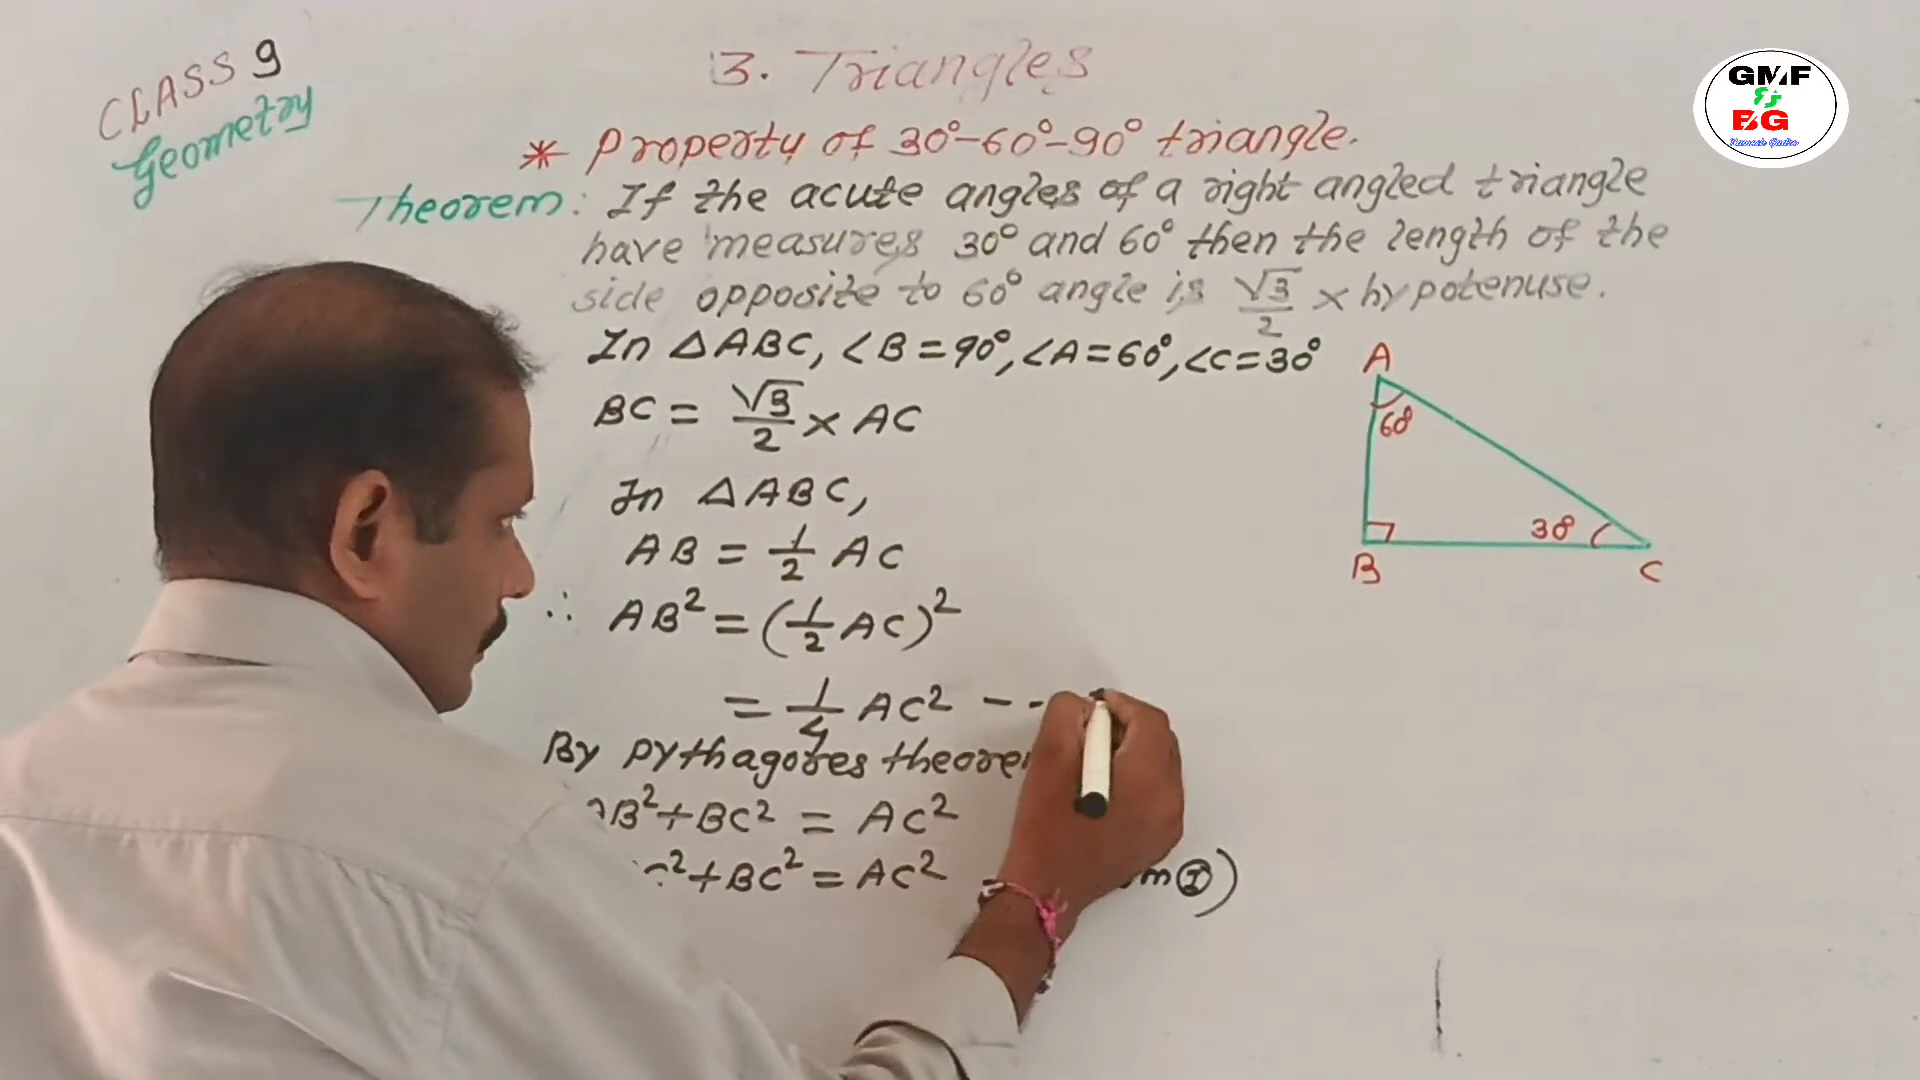 CLASS 9
Geometry
3. Triangles
* Property of 30°-60°-90° triangle.
Theorem: If the acute angles of a right angled triangle
have measures 30° and 60° then the length of the
side opposite to 60° angle is √3/2 × hypotenuse.
In △ABC, ∠B=90°, ∠A=60°, ∠C=30°
BC = √3/2 × AC
In △ABC,
AB = 1/2 AC
∴ AB² = (1/2 AC)²
= 1/4 AC² - -
By Pythagores
B²+BC² = AC²
²+BC² = AC²
m (I))
A
60°
30°
B
C
GMF
BG